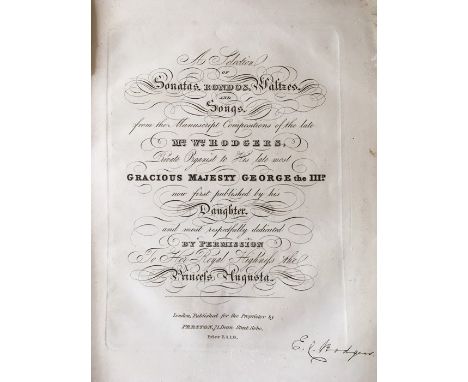 A Selection
OF
Sonatas, RONDOS, Waltzes,
AND
Songs.
from the Manuscript Compositions of the late
Mr. Wm. RODGERS,
Private Organist to His late most
GRACIOUS MAJESTY GEORGE the IIIrd.
now first published by his
Daughter.
and most respectfully dedicated
BY PERMISSION
To Her Royal Highness the
Princess Augusta.
London, Published for the Proprietor by
PRESTON, 71, Dean Street Soho.
Price
E. Rodgers